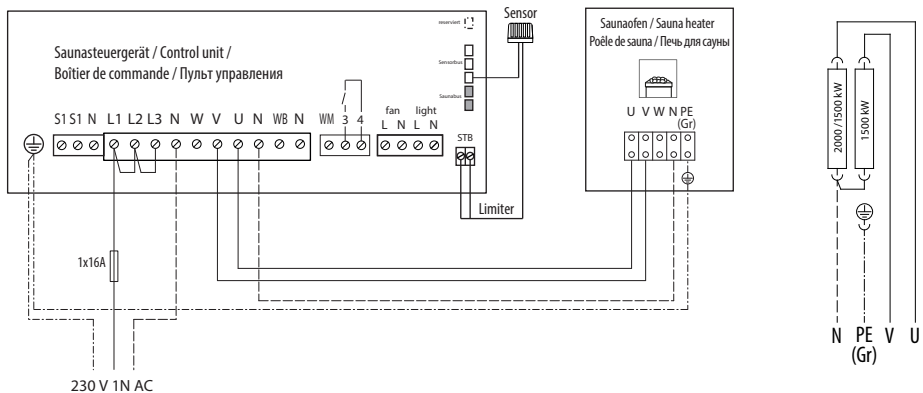 Saunasteuergerät / Control unit /
Boîtier de commande / Пульт управления
reserviert
Sensorbus
Saunabus
Sensor
S1 S1 N L1 L2 L3 N W V U N WB N
WM 3 4
fan light
L N L N
STB
Limiter
1x16A
230 V 1N AC
Saunaofen / Sauna heater
Poêle de sauna / Печь для сауны
U V W N PE
(Gr)
2000 /1500 kW
1500 kW
N PE V U
(Gr)